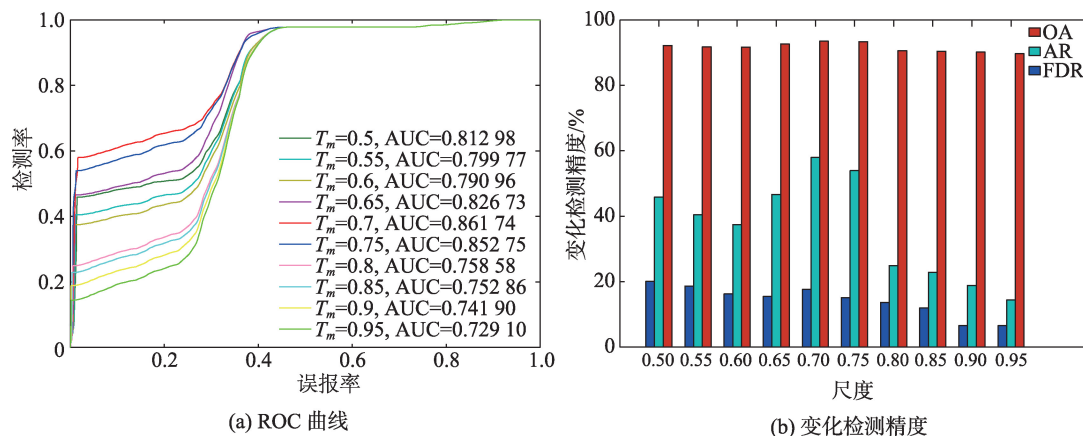 1.0
0.8
0.6
0.4
0.2
0
0.2
0.4
0.6
0.8
1.0
检测率
误报率
Tm=0.5, AUC=0.812 98
Tm=0.55, AUC=0.799 77
Tm=0.6, AUC=0.790 96
Tm=0.65, AUC=0.826 73
Tm=0.7, AUC=0.861 74
Tm=0.75, AUC=0.852 75
Tm=0.8, AUC=0.758 58
Tm=0.85, AUC=0.752 86
Tm=0.9, AUC=0.741 90
Tm=0.95, AUC=0.729 10
(a) ROC 曲线
100
80
60
40
20
0
变化检测精度/%
OA
AR
FDR
0.50 0.55 0.60 0.65 0.70 0.75 0.80 0.85 0.90 0.95
尺度
(b) 变化检测精度